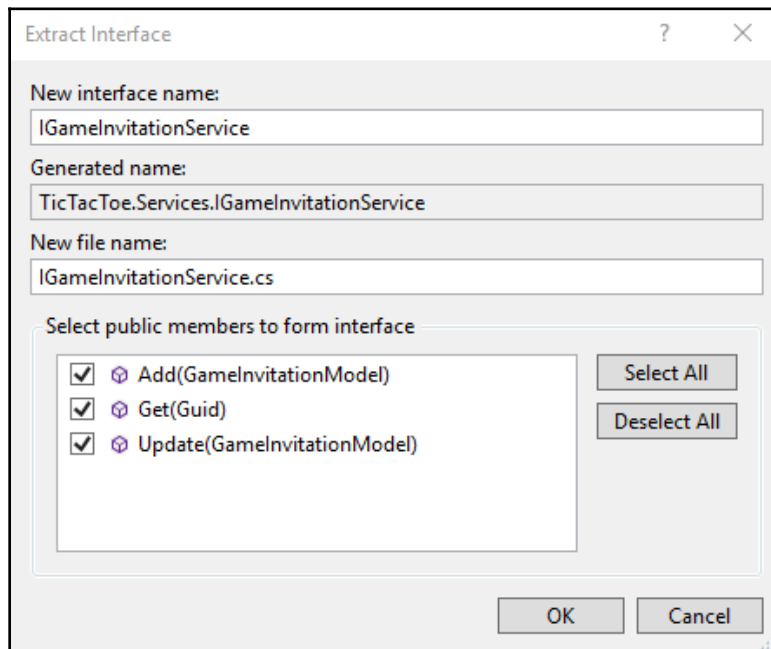 Extract Interface ?
New interface name:
IGameInvitationService
Generated name:
TicTacToe.Services.IGameInvitationService
New file name:
IGameInvitationService.cs
Select public members to form interface
Add(GameInvitationModel)
Get(Guid)
Update(GameInvitationModel)
Select All
Deselect All
OK Cancel